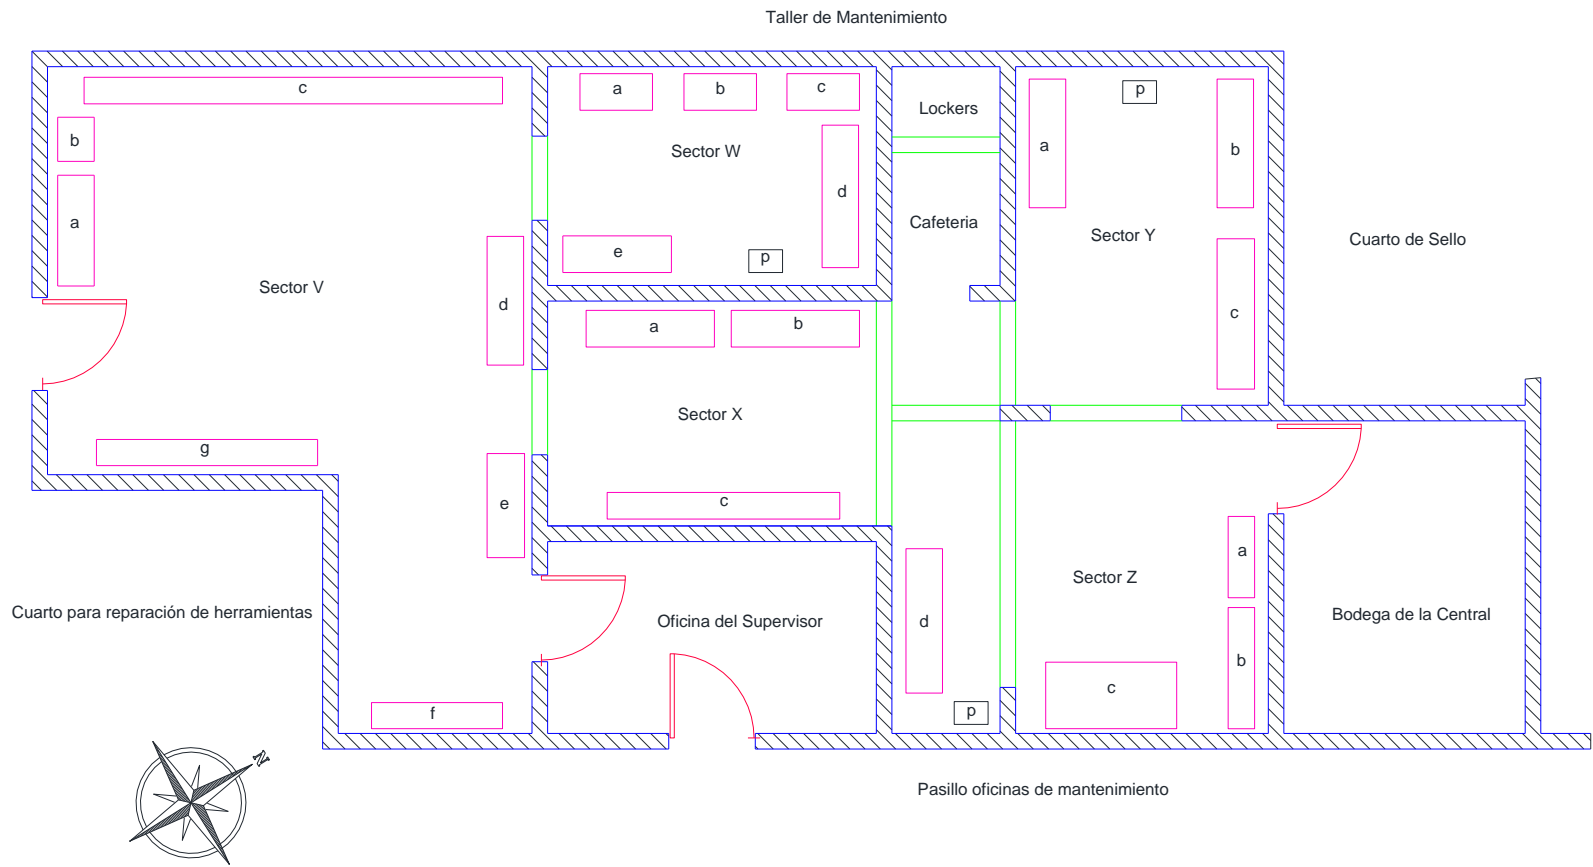 Taller de Mantenimiento
c
b
a
Sector V
d
g
e
f
a
b
c
Sector W
d
e
p
Lockers
Cafeteria
a
p
b
Sector Y
c
Cuarto de Sello
a
b
Sector X
c
Cuarto para reparación de herramientas
Oficina del Supervisor
d
p
Sector Z
a
b
c
Bodega de la Central
Pasillo oficinas de mantenimiento
N